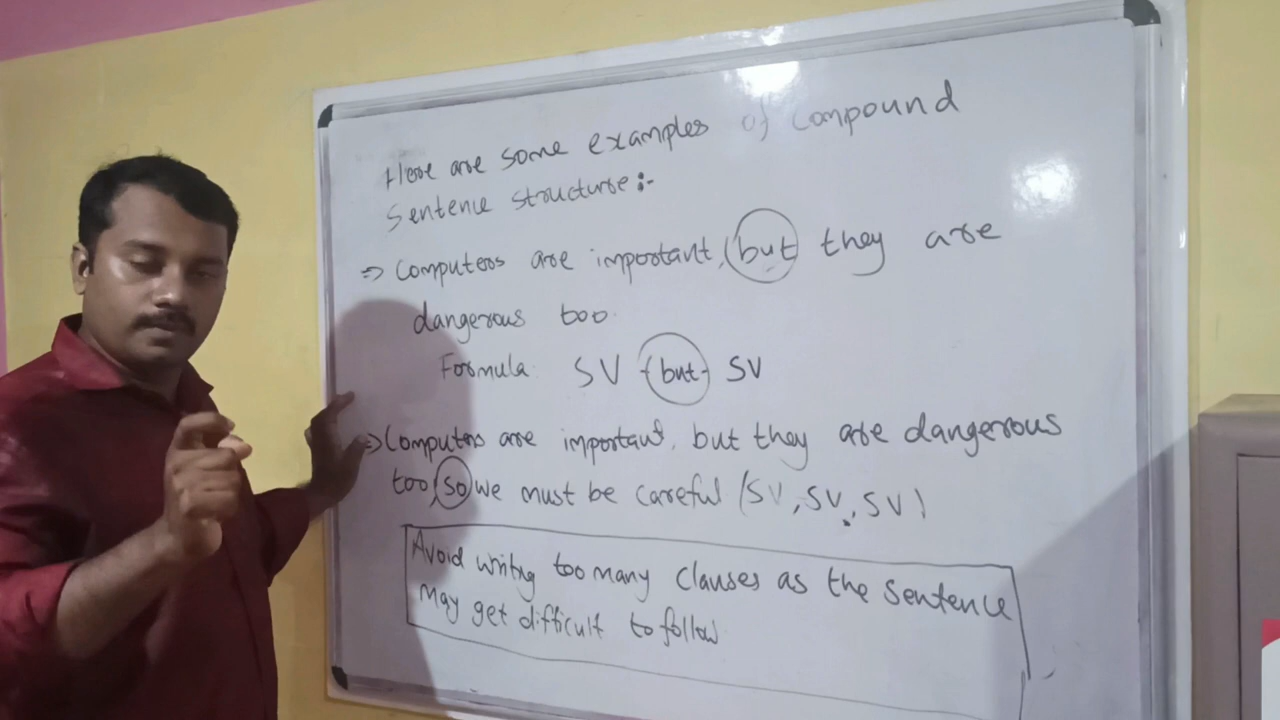 Here are some examples of Compound
Sentence structure:-
⇒ Computers are important, but they are
dangerous too.
Formula SV but SV
⇒ Computers are important, but they are dangerous
too, so we must be careful (SV, SV, SV)
Avoid writing too many clauses as the sentence
may get difficult to follow